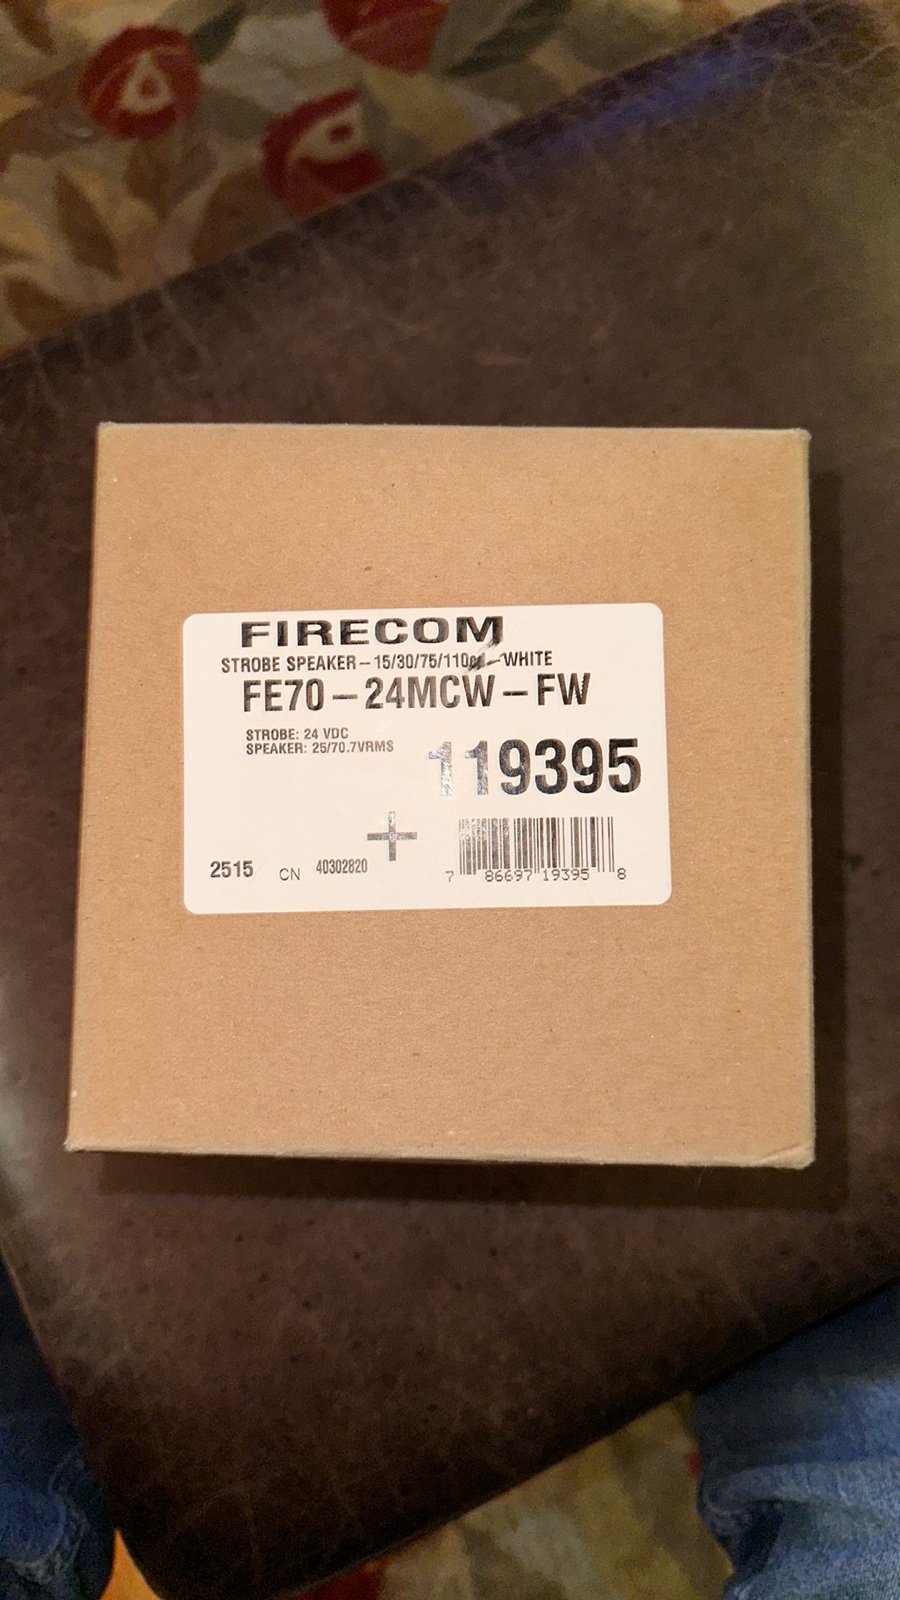 FIRECOM
STROBE SPEAKER – 15/30/75/110cd – WHITE
FE70 – 24MCW – FW
STROBE: 24 VDC
SPEAKER: 25/70.7VRMS
119395
+
2515 CN 40302820
7 86697 19395 8